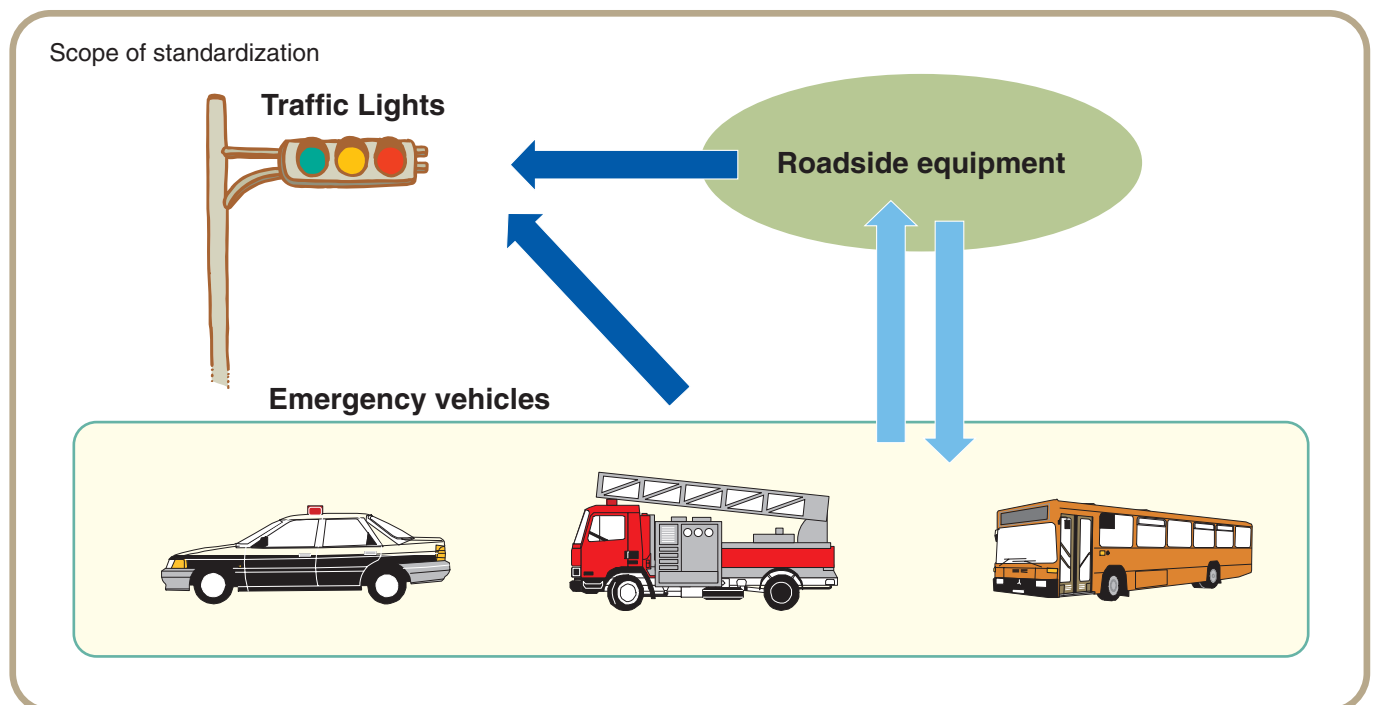 Scope of standardization
Traffic Lights
Roadside equipment
Emergency vehicles